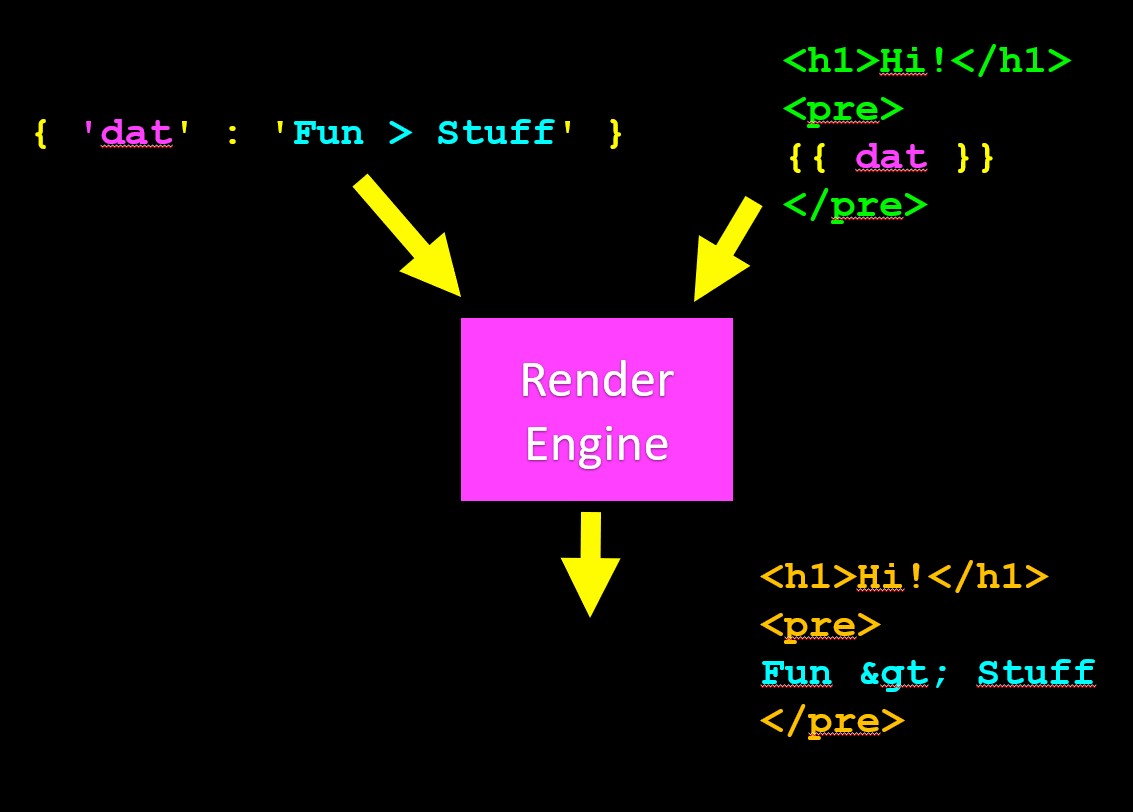 { 'dat' : 'Fun > Stuff' }
<h1>Hi!</h1>
<pre>
{{ dat }}
</pre>
Render
Engine
<h1>Hi!</h1>
<pre>
Fun &gt; Stuff
</pre>